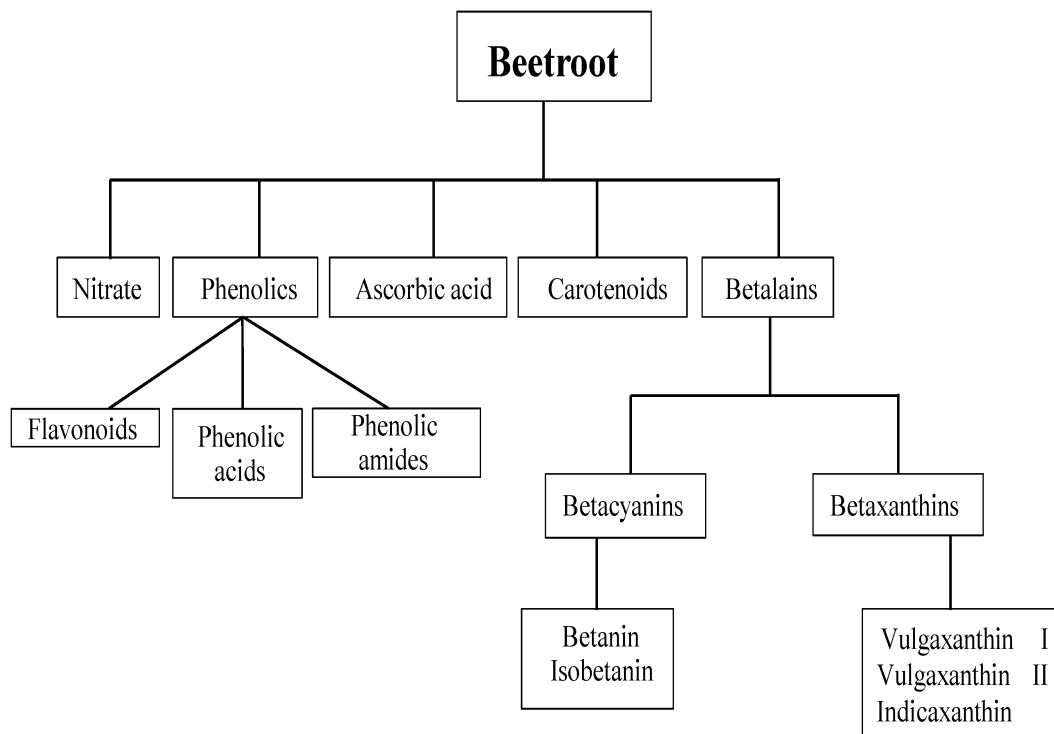 Beetroot
Nitrate
Phenolics
Ascorbic acid
Carotenoids
Betalains
Flavonoids
Phenolic
acids
Phenolic
amides
Betacyanins
Betaxanthins
Betanin
Isobetanin
Vulgaxanthin I
Vulgaxanthin II
Indicaxanthin